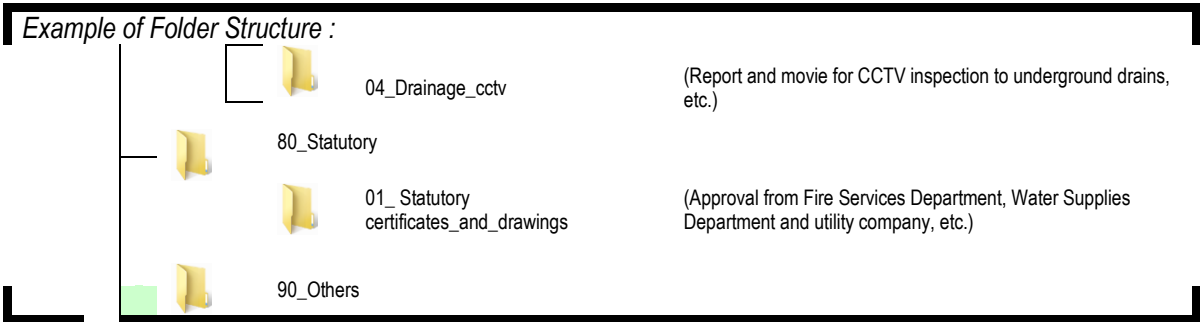 Example of Folder Structure :
04_Drainage_cctv
(Report and movie for CCTV inspection to underground drains,
etc.)
80_Statutory
01_ Statutory
certificates_and_drawings
(Approval from Fire Services Department, Water Supplies
Department and utility company, etc.)
90_Others